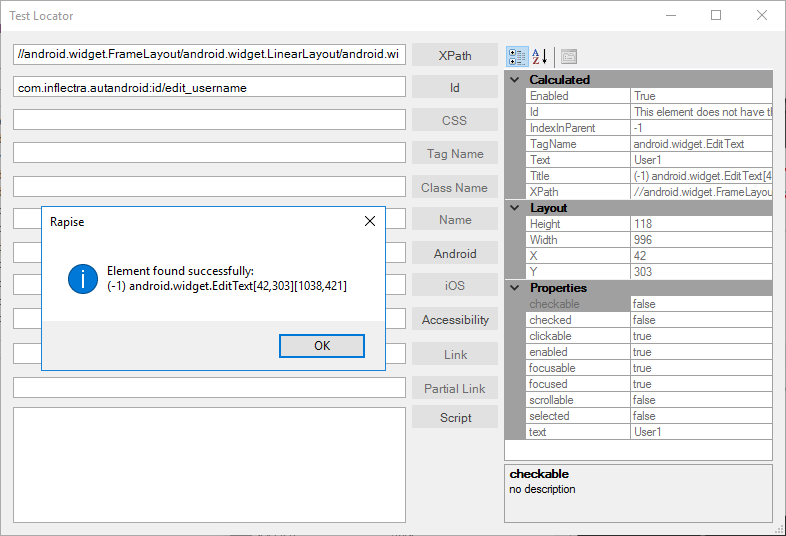 Test Locator
//android.widget.FrameLayout/android.widget.LinearLayout/android.wi
XPath
com.inflectra.autandroid:id/edit_username
Id
CSS
Tag Name
Class Name
Name
Android
iOS
Accessibility
Link
Partial Link
Script
Rapise
Element found successfully:
(-1) android.widget.EditText[42,303][1038,421]
OK
Calculated
Enabled True
Id This element does not have th
IndexInParent -1
TagName android.widget.EditText
Text User1
Title (-1) android.widget.EditText[4
XPath //android.widget.FrameLayou
Layout
Height 118
Width 996
X 42
Y 303
Properties
checkable false
checked false
clickable true
enabled true
focusable true
focused true
scrollable false
selected false
text User1
checkable
no description